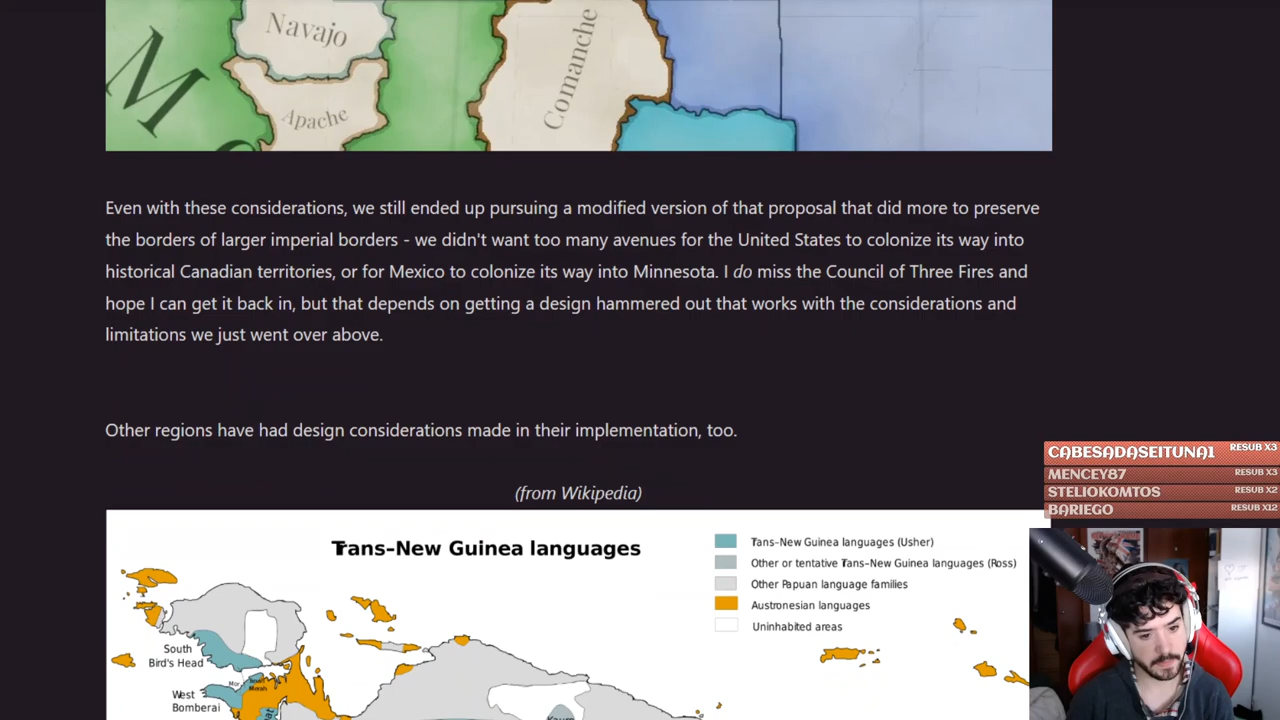 Navajo
Apache
Comanche
M
Even with these considerations, we still ended up pursuing a modified version of that proposal that did more to preserve
the borders of larger imperial borders - we didn't want too many avenues for the United States to colonize its way into
historical Canadian territories, or for Mexico to colonize its way into Minnesota. I do miss the Council of Three Fires and
hope I can get it back in, but that depends on getting a design hammered out that works with the considerations and
limitations we just went over above.
Other regions have had design considerations made in their implementation, too.
(from Wikipedia)
Trans-New Guinea languages
Trans-New Guinea languages (Usher)
Other or tentative Trans-New Guinea languages (Ross)
Other Papuan language families
Austronesian languages
Uninhabited areas
South
Bird's Head
West
Bomberai
CABESADASEITUNA1 RESUB X3
MENCEY87 RESUB X3
STELIOKOMTOS RESUB X2
BARIEGO RESUB X12